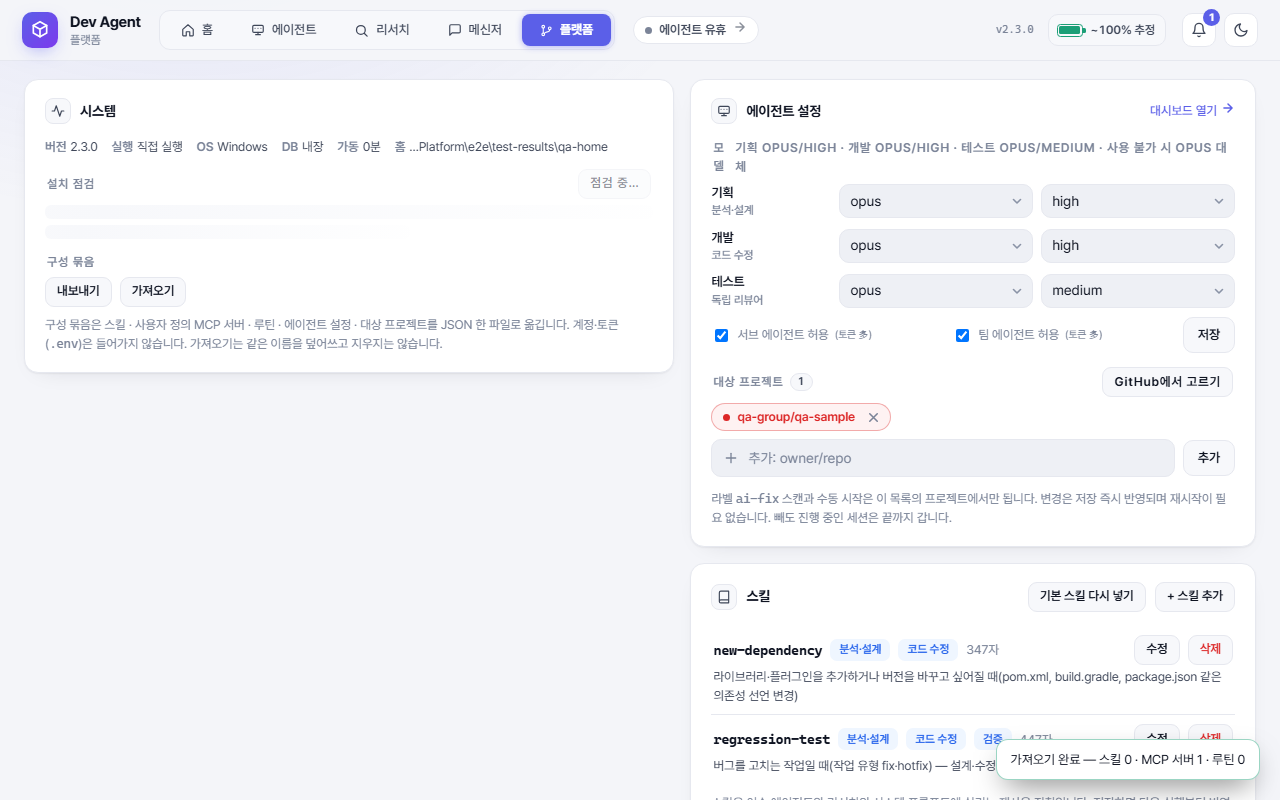 Dev Agent
플랫폼
홈
에이전트
리서치
메신저
플랫폼
에이전트 유휴
v2.3.0
~100% 추정
1
시스템
버전 2.3.0 실행 직접 실행 OS Windows DB 내장 가동 0분 홈 ...Platform\e2e\test-results\qa-home
설치 점검
점검 중...
구성 묶음
내보내기
가져오기
구성 묶음은 스킬 · 사용자 정의 MCP 서버 · 루틴 · 에이전트 설정 · 대상 프로젝트를 JSON 한 파일로 옮깁니다. 계정·토큰
(.env)은 들어가지 않습니다. 가져오기는 같은 이름을 덮어쓰고 지우지는 않습니다.
에이전트 설정
대시보드 열기
모델
기획 OPUS/HIGH · 개발 OPUS/HIGH · 테스트 OPUS/MEDIUM · 사용 불가 시 OPUS 대
체
기획
분석·설계
opus
high
개발
코드 수정
opus
high
테스트
독립 리뷰어
opus
medium
서브 에이전트 허용 (토큰 多)
팀 에이전트 허용 (토큰 多)
저장
대상 프로젝트 1
GitHub에서 고르기
qa-group/qa-sample
추가: owner/repo
추가
라벨 ai-fix 스캔과 수동 시작은 이 목록의 프로젝트에서만 됩니다. 변경은 저장 즉시 반영되며 재시작이 필
요 없습니다. 빼도 진행 중인 세션은 끝까지 갑니다.
스킬
기본 스킬 다시 넣기
+ 스킬 추가
new-dependency 분석·설계 코드 수정 347자
수정
삭제
라이브러리·플러그인을 추가하거나 버전을 바꾸고 싶어질 때(pom.xml, build.gradle, package.json 같은
의존성 선언 변경)
regression-test 분석·설계 코드 수정 검증 447자
수정
삭제
버그를 고치는 작업일 때(작업 유형 fix·hotfix) — 설계·수정
가져오기 완료 — 스킬 0 · MCP 서버 1 · 루틴 0